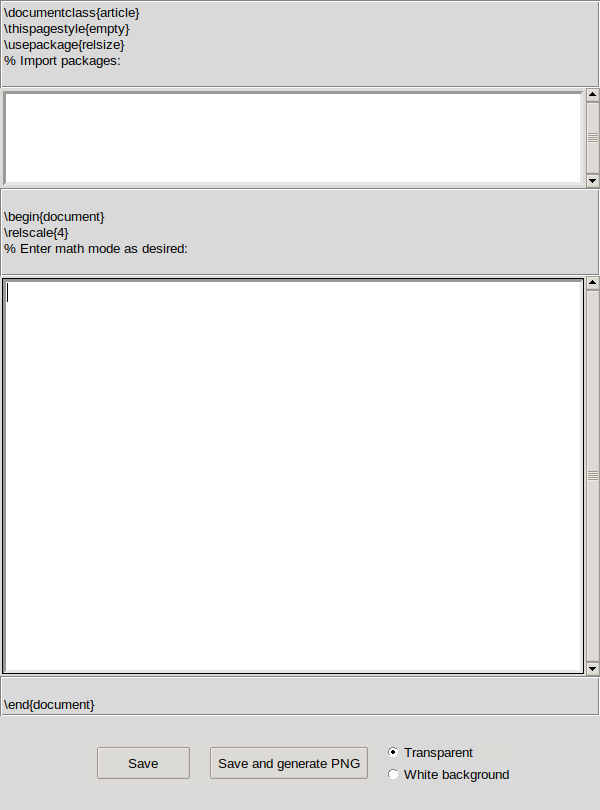 \documentclass{article}
\thispagestyle{empty}
\usepackage{relsize}
% Import packages:
\begin{document}
\relscale{4}
% Enter math mode as desired:
\end{document}
Save
Save and generate PNG
Transparent
White background